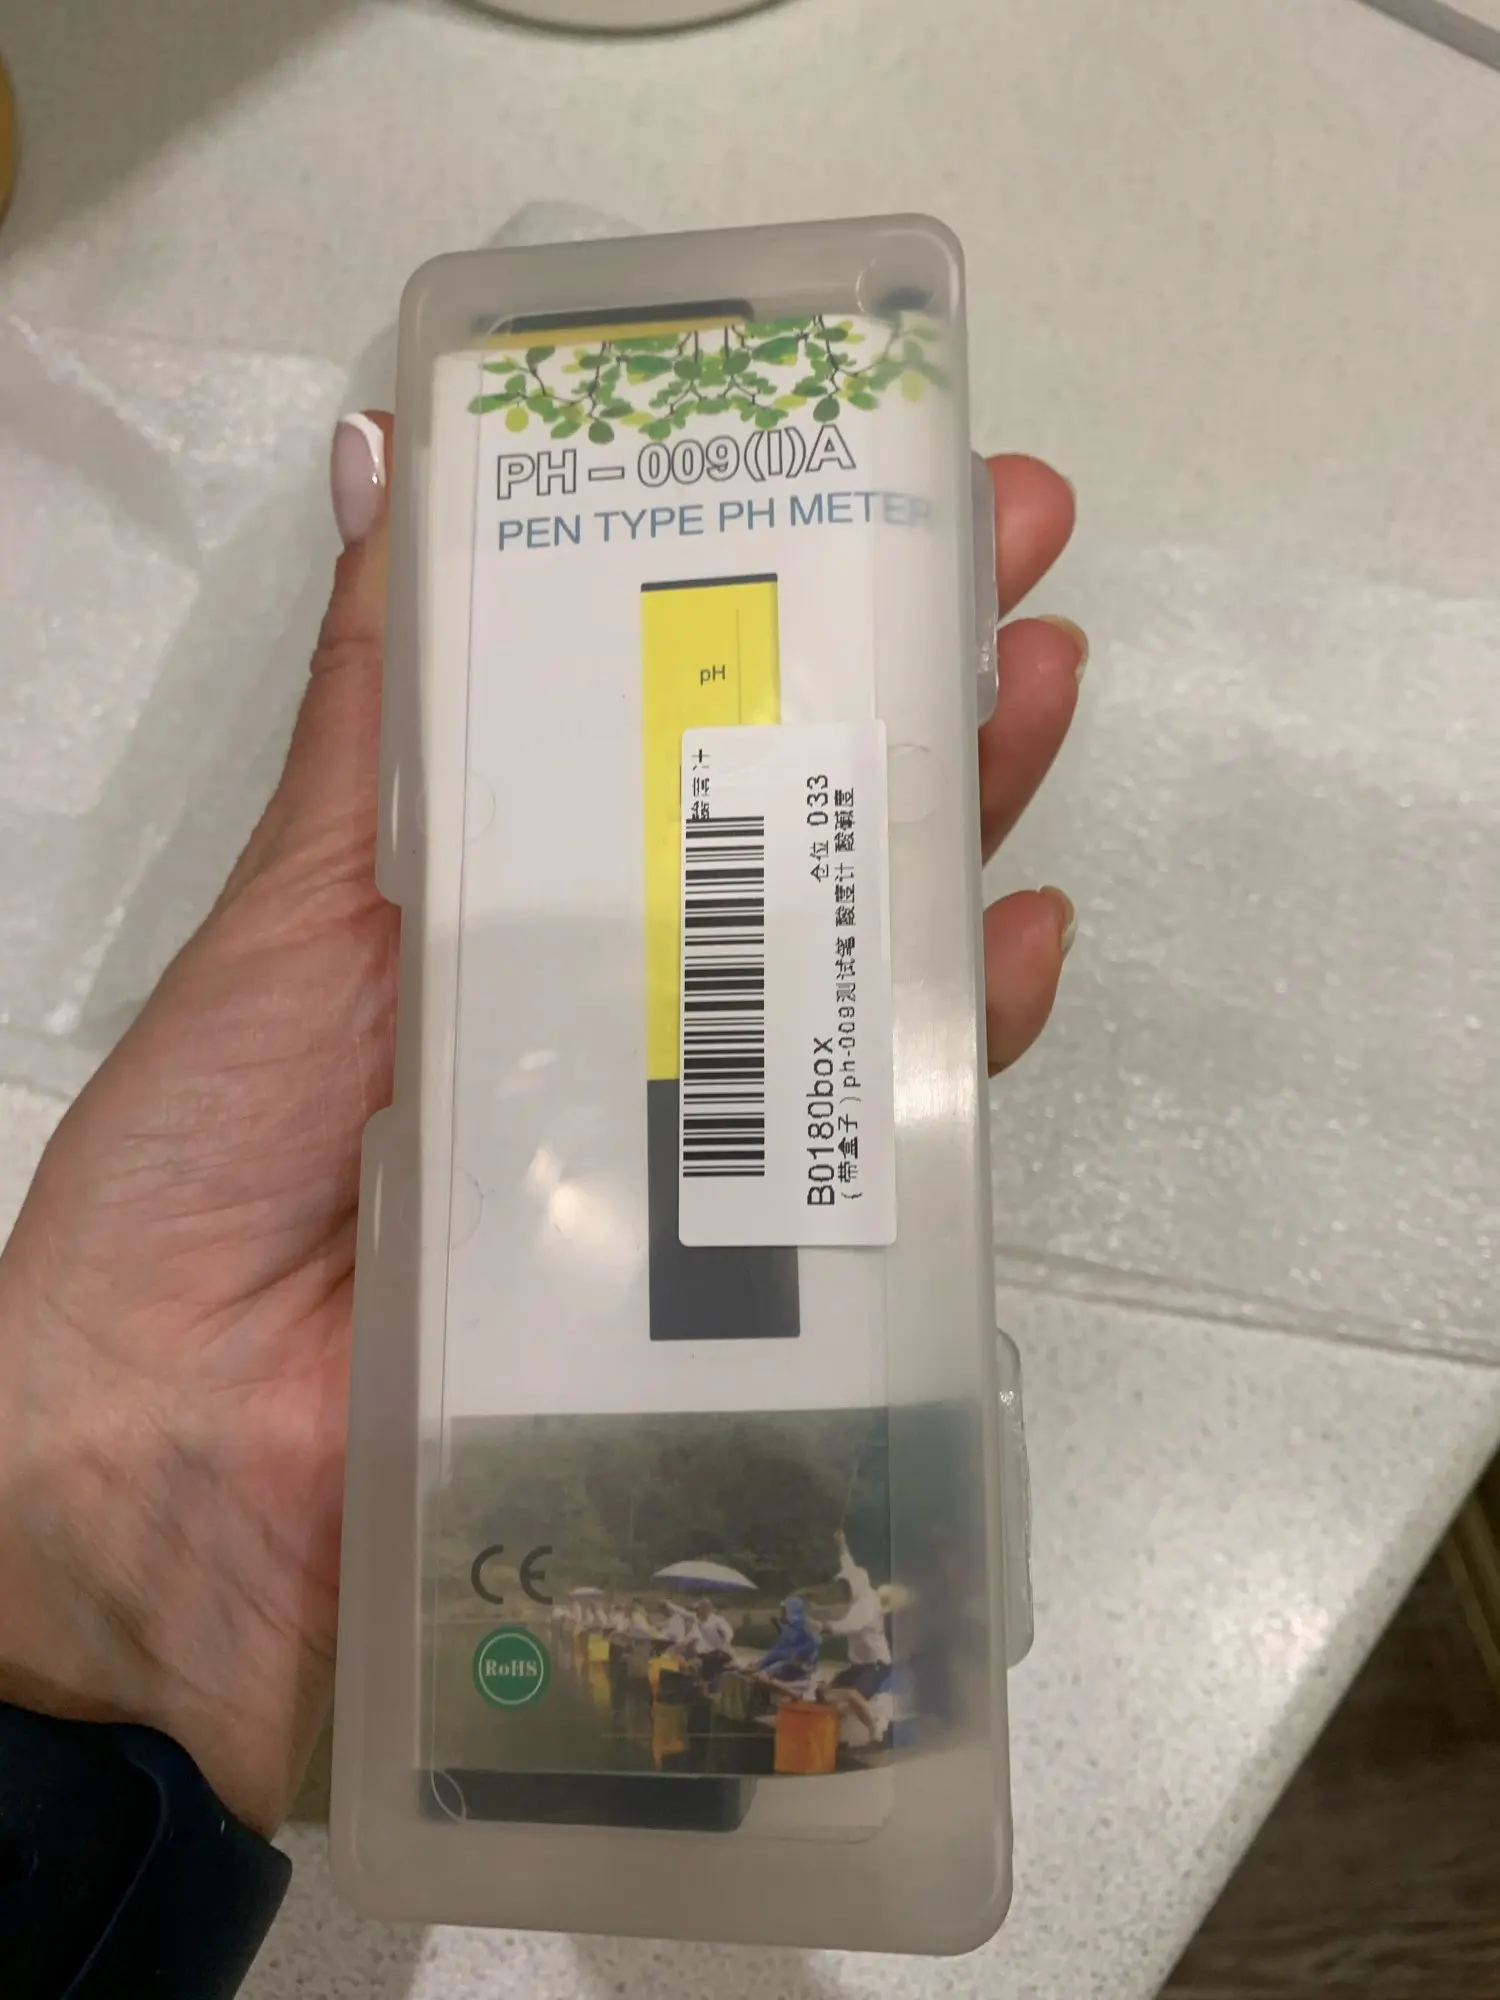 PH-009(I)A
PEN TYPE PH METER
pH
仓位 033
B0180box
(带盒子)ph-009测试笔 酸度计 酸碱度
CE
RoHS